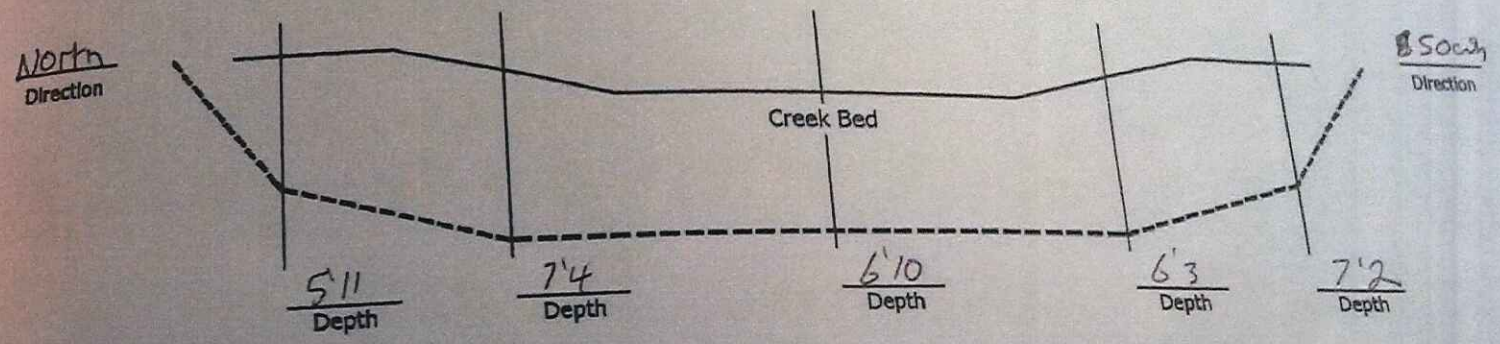 North
Direction
South
Direction
Creek Bed
5'11
Depth
7'4
Depth
6'10
Depth
6'3
Depth
7'2
Depth